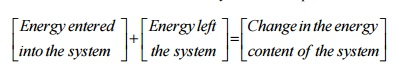 [Energy entered into the system] + [Energy left the system] = [Change in the energy content of the system]